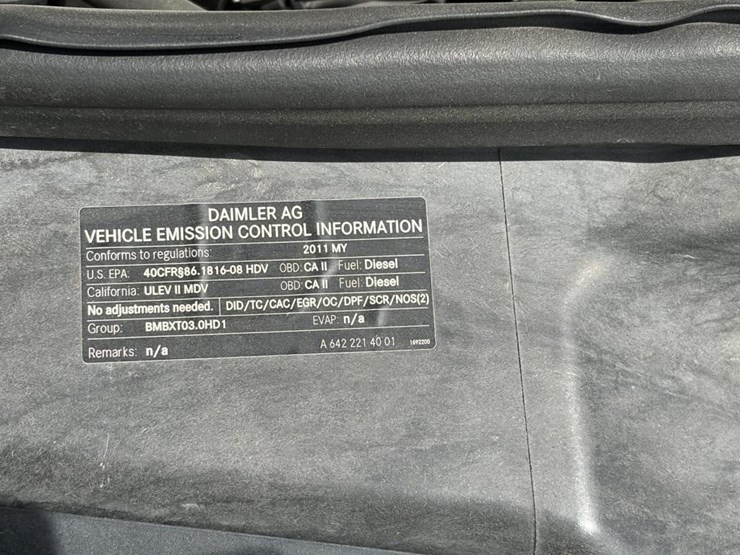 DAIMLER AG
VEHICLE EMISSION CONTROL INFORMATION
Conforms to regulations: 2011 MY
U.S. EPA: 40CFR§86.1816-08 HDV OBD: CA II Fuel: Diesel
California: ULEV II MDV OBD: CA II Fuel: Diesel
No adjustments needed. DID/TC/CAC/EGR/OC/DPF/SCR/NOS(2)
Group: BMBXT03.0HD1 EVAP: n/a
Remarks: n/a A 642 221 40 01 1692200